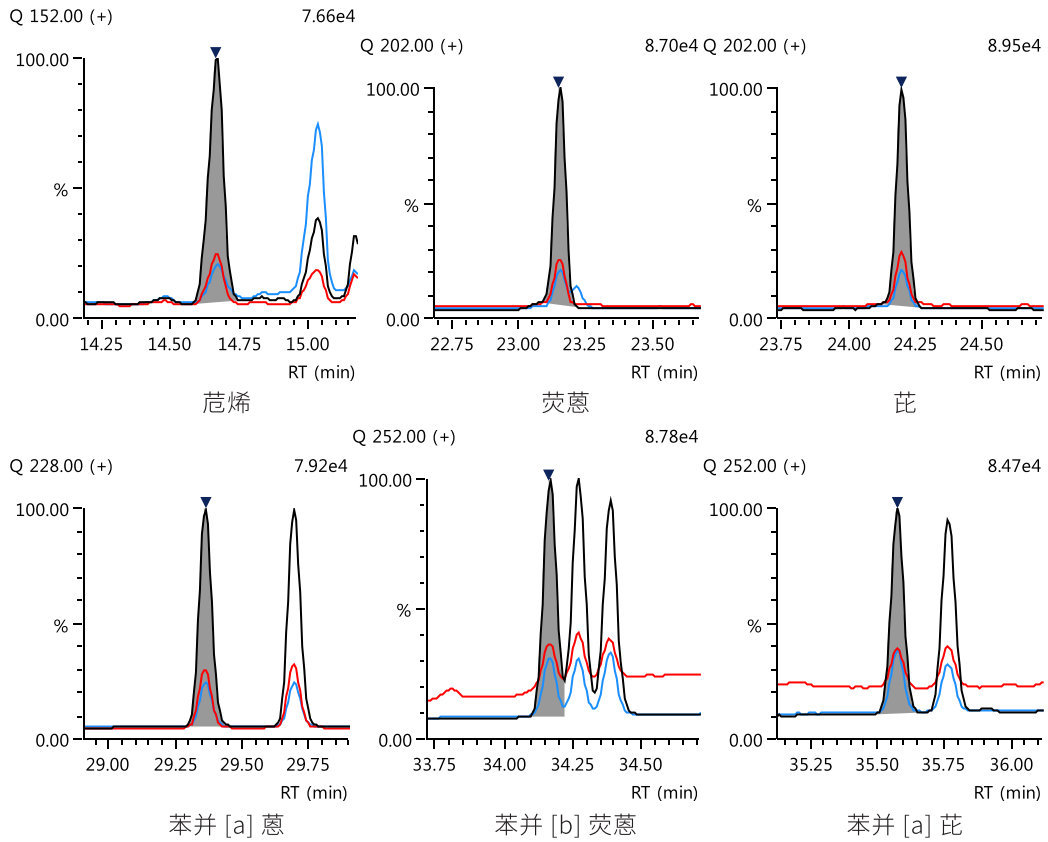 Q 152.00 (+) 7.66e4
100.00
%
0.00
14.25 14.50 14.75 15.00
RT (min)
苊烯
Q 202.00 (+) 8.70e4
100.00
%
0.00
22.75 23.00 23.25 23.50
RT (min)
荧蒽
Q 202.00 (+) 8.95e4
100.00
%
0.00
23.75 24.00 24.25 24.50
RT (min)
芘
Q 228.00 (+) 7.92e4
100.00
%
0.00
29.00 29.25 29.50 29.75
RT (min)
苯并 [a] 蒽
Q 252.00 (+) 8.78e4
100.00
%
0.00
33.75 34.00 34.25 34.50
RT (min)
苯并 [b] 荧蒽
Q 252.00 (+) 8.47e4
100.00
%
0.00
35.25 35.50 35.75 36.00
RT (min)
苯并 [a] 芘